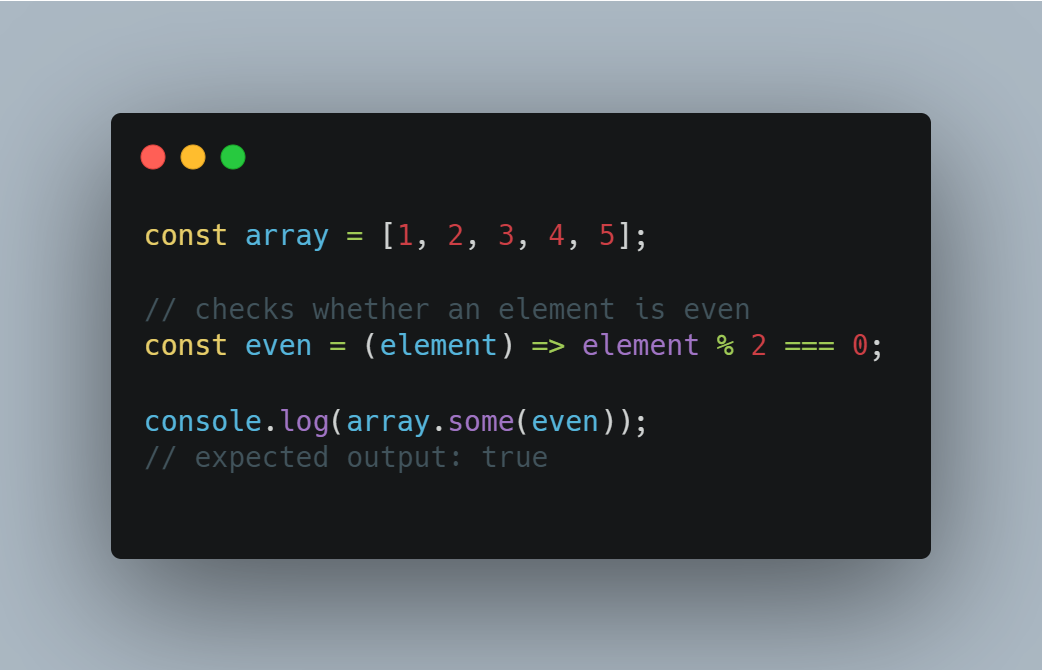 const array = [1, 2, 3, 4, 5];
// checks whether an element is even
const even = (element) => element % 2 === 0;
console.log(array.some(even));
// expected output: true